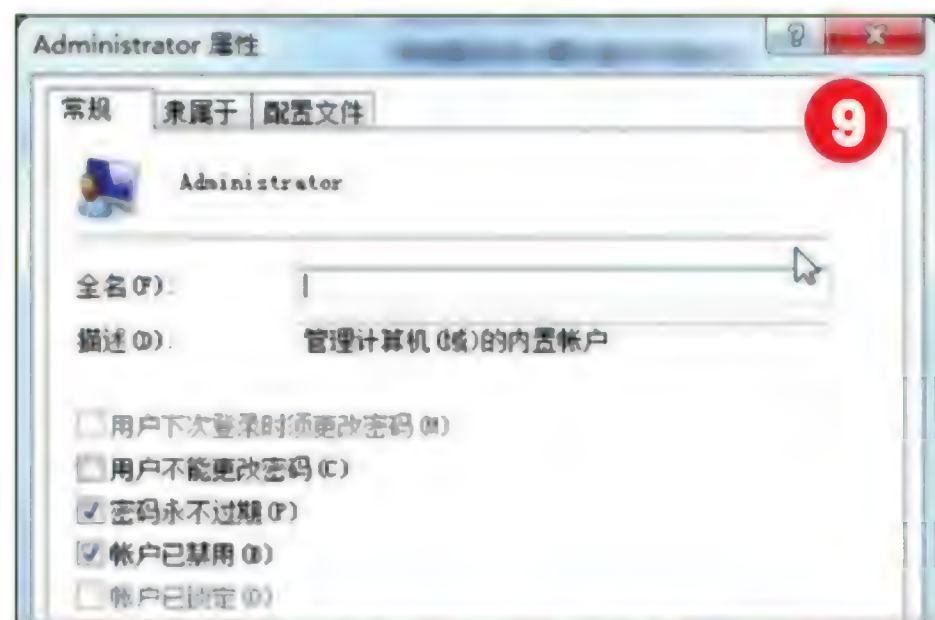 Administrator 属性
常规 隶属于 配置文件
9
Administrator
全名(F):
描述(D): 管理计算机(域)的内置帐户
用户下次登录时须更改密码(M)
用户不能更改密码(C)
密码永不过期(P)
帐户已禁用(B)
帐户已锁定(O)